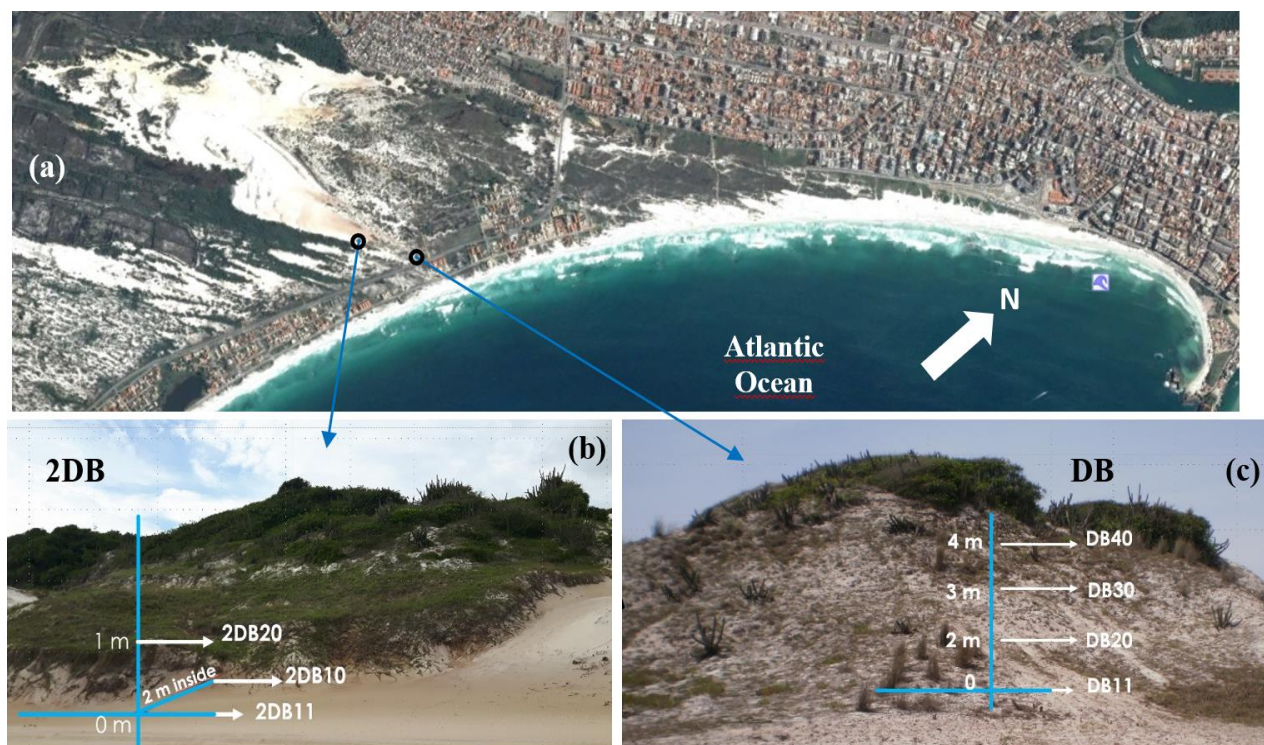 (a)
N
Atlantic
Ocean
2DB
(b)
1 m
2DB20
2 m inside
2DB10
0 m
2DB11
DB
(c)
4 m
DB40
3 m
DB30
2 m
DB20
0
DB11